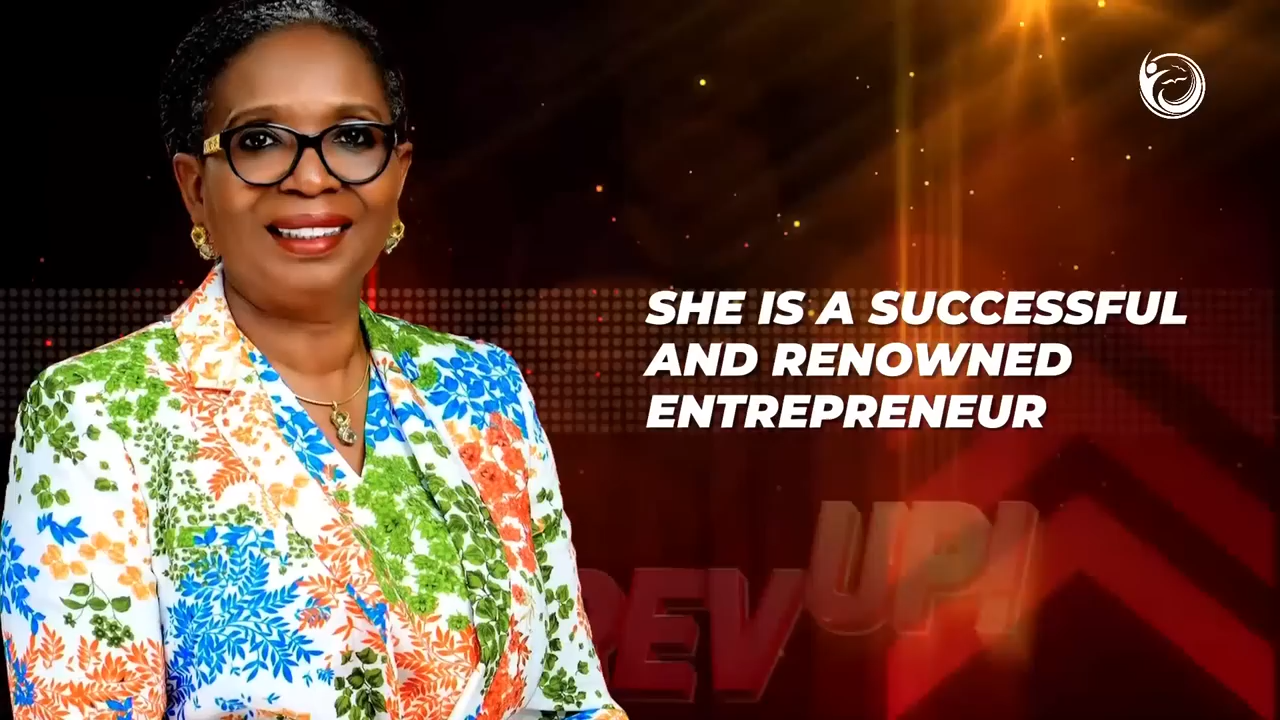 SHE IS A SUCCESSFUL
AND RENOWNED
ENTREPRENEUR
UP!
REV